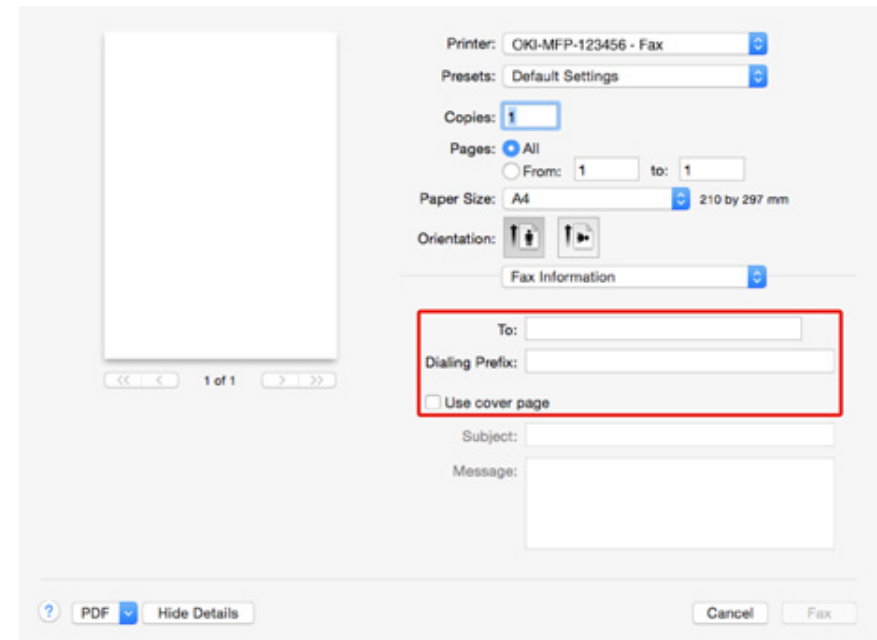 Printer: OKI-MFP-123456 - Fax
Presets: Default Settings
Copies: 1
Pages: All
From: 1 to: 1
Paper Size: A4 210 by 297 mm
Orientation:
Fax Information
To:
Dialing Prefix:
<< < 1 of 1 > >>
Use cover page
Subject:
Message:
? PDF Hide Details Cancel Fax